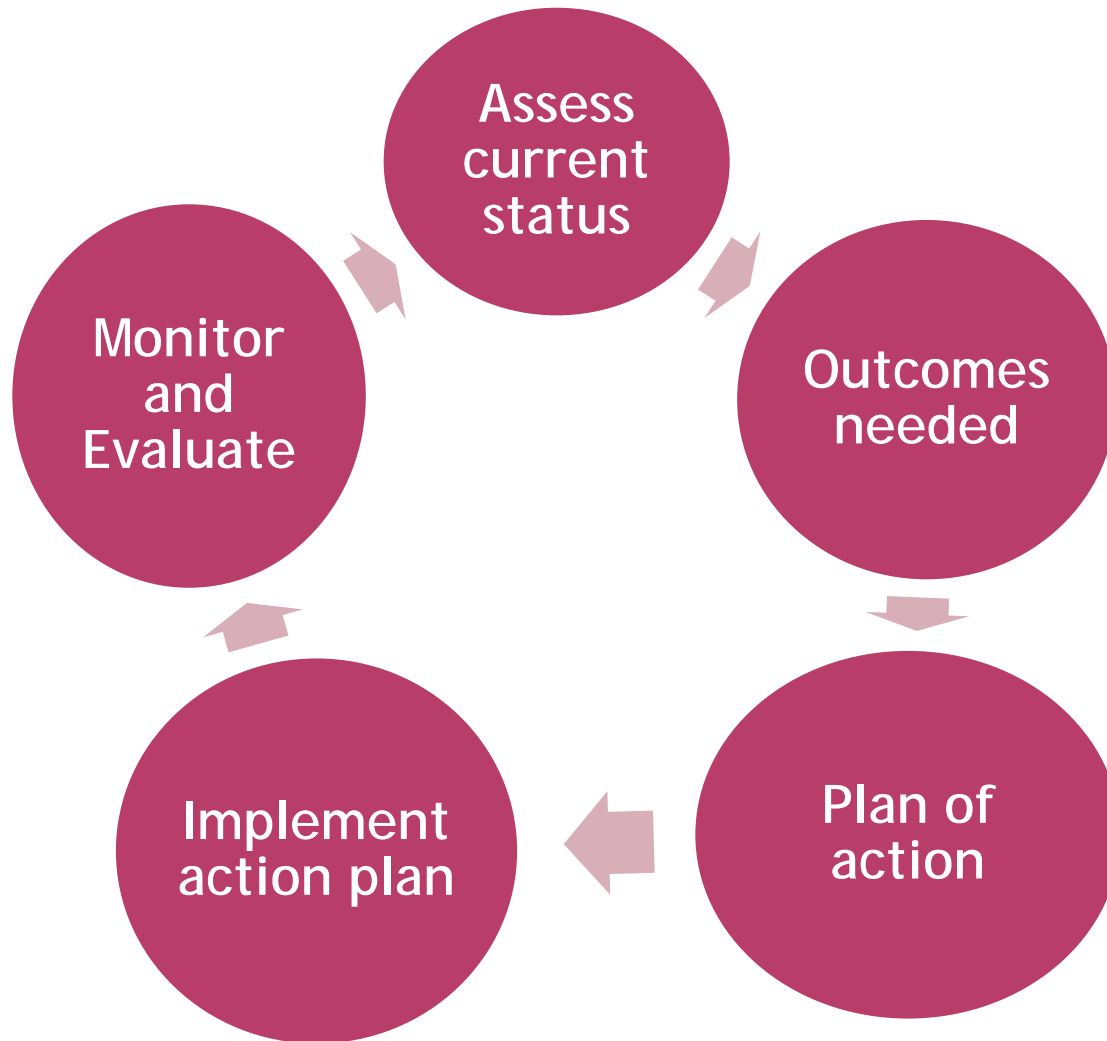 Assess
current
status
Outcomes
needed
Plan of
action
Implement
action plan
Monitor
and
Evaluate